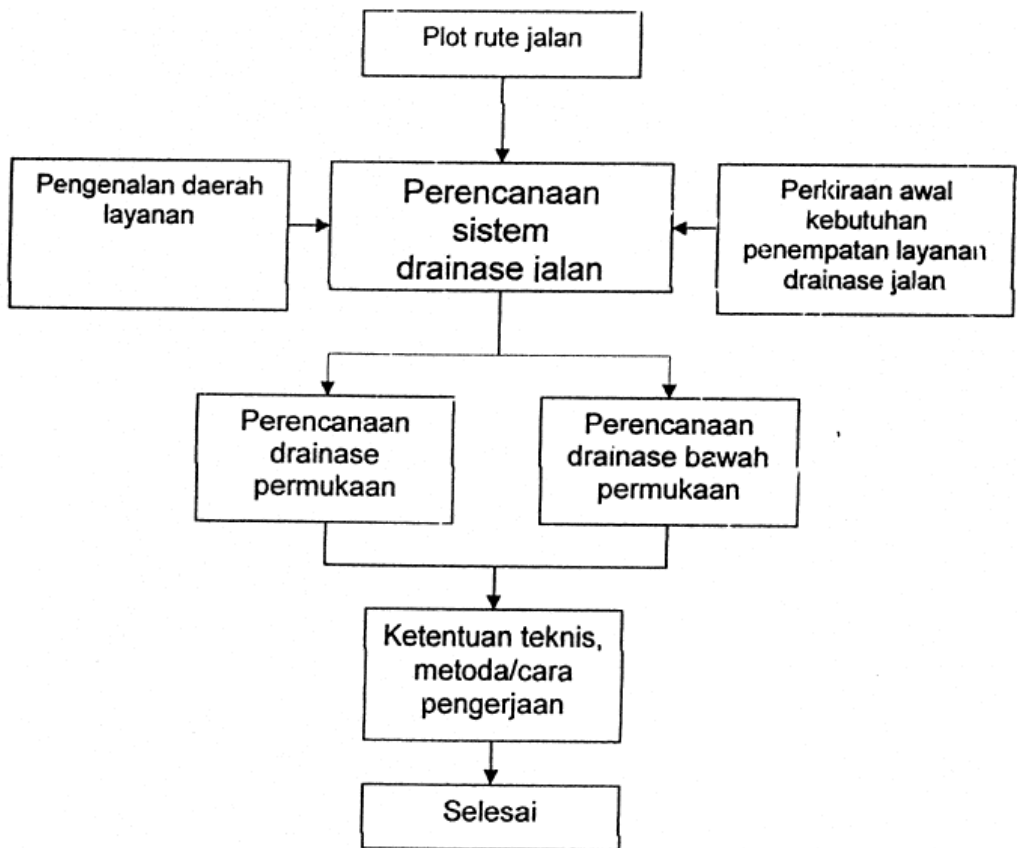 Plot rute jalan
Pengenalan daerah
layanan
Perencanaan
sistem
drainase jalan
Perkiraan awal
kebutuhan
penempatan layanan
drainase jalan
Perencanaan
drainase
permukaan
Perencanaan
drainase bawah
permukaan
Ketentuan teknis,
metoda/cara
pengerjaan
Selesai